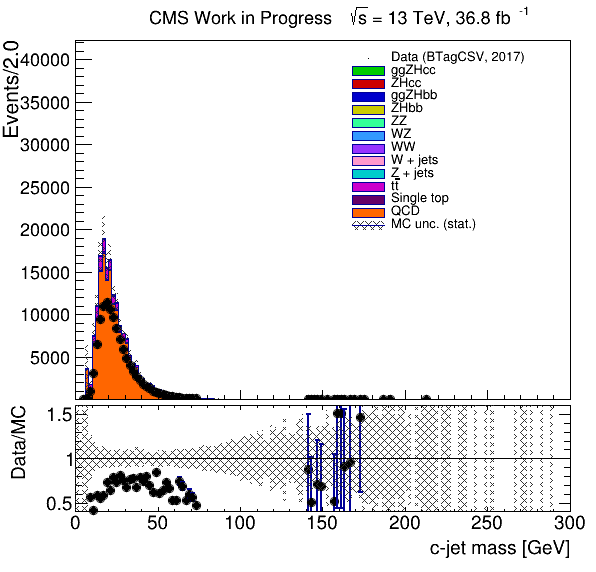 CMS Work in Progress √s = 13 TeV, 36.8 fb -1
Events/2.0
40000
35000
30000
25000
20000
15000
10000
5000
0
Data (BTagCSV, 2017)
ggZHcc
ZHcc
ggZHbb
ZHbb
ZZ
WZ
WW
W + jets
Z + jets
tt̅
Single top
QCD
MC unc. (stat.)
Data/MC
1.5
1
0.5
0 50 100 150 200 250 300
c-jet mass [GeV]